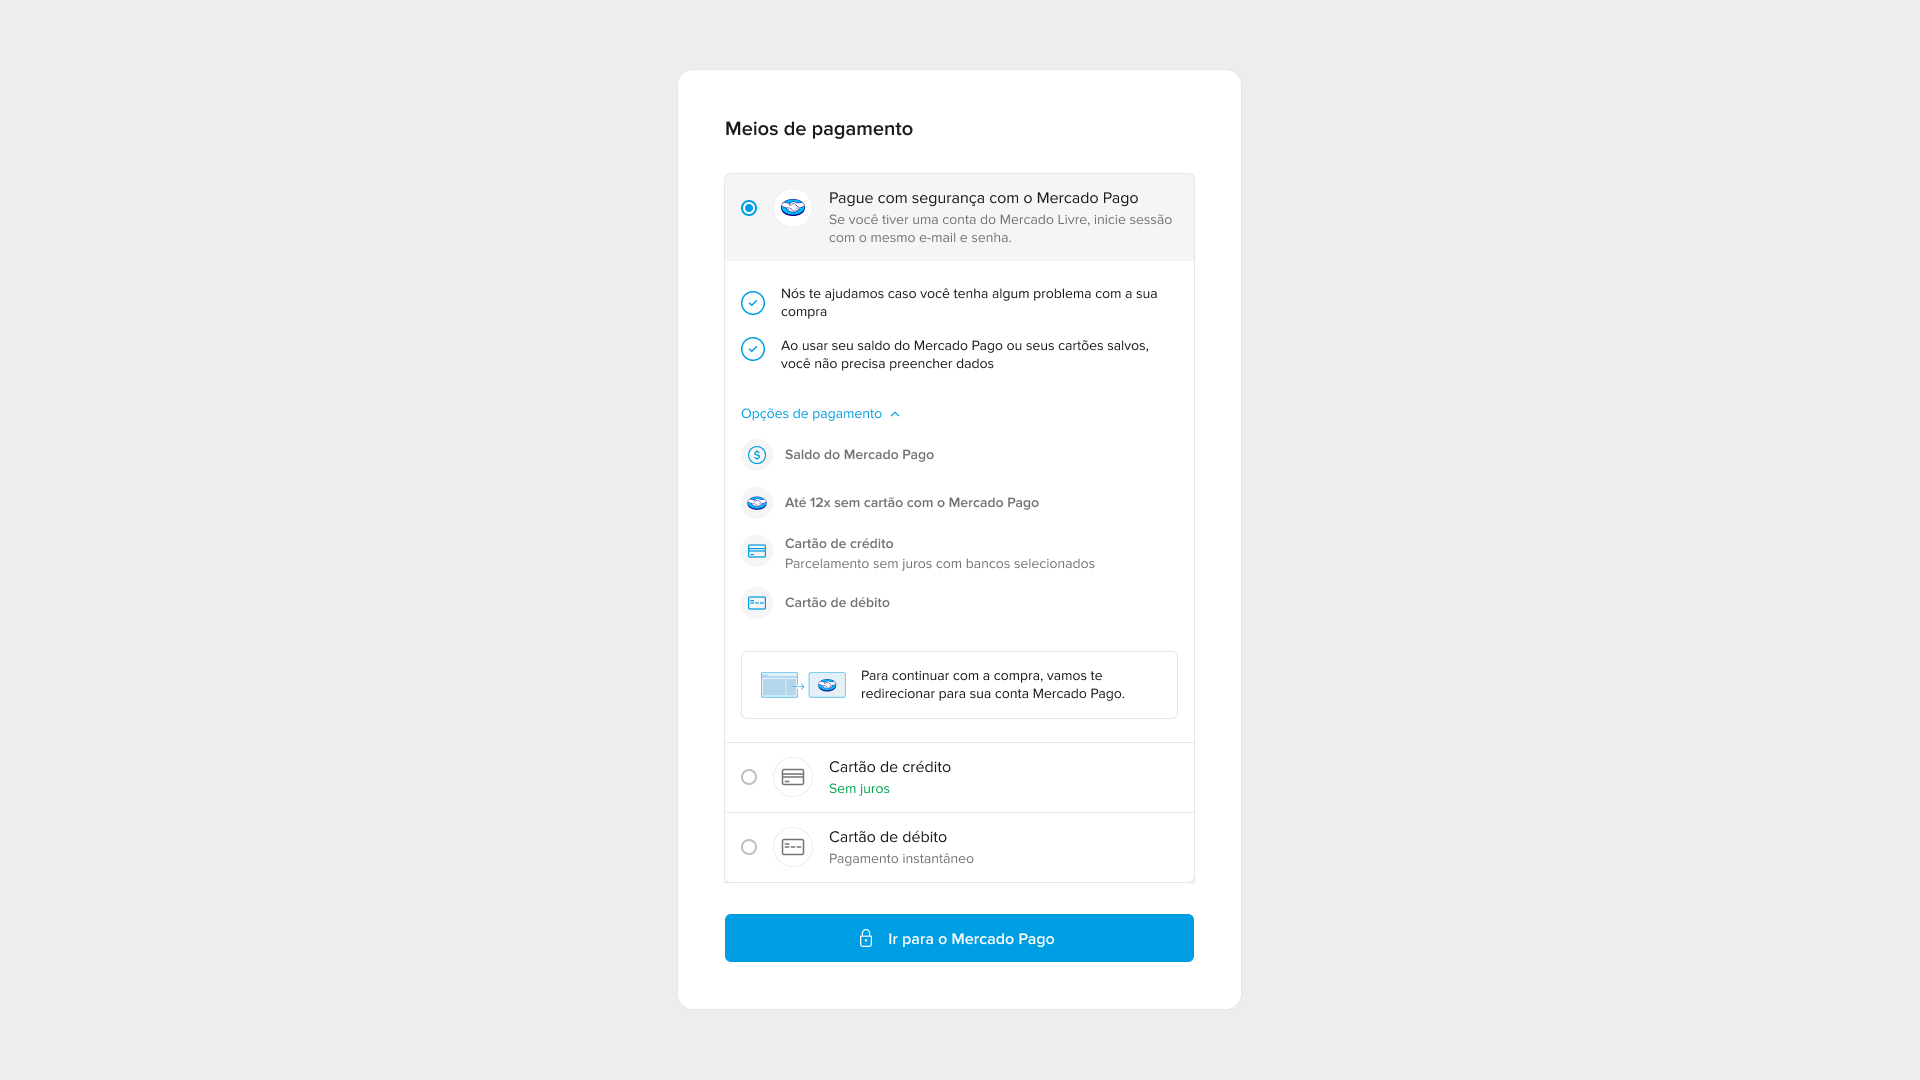 Meios de pagamento
Pague com segurança com o Mercado Pago
Se você tiver uma conta do Mercado Livre, inicie sessão
com o mesmo e-mail e senha.
Nós te ajudamos caso você tenha algum problema com a sua
compra
Ao usar seu saldo do Mercado Pago ou seus cartões salvos,
você não precisa preencher dados
Opções de pagamento
Saldo do Mercado Pago
Até 12x sem cartão com o Mercado Pago
Cartão de crédito
Parcelamento sem juros com bancos selecionados
Cartão de débito
Para continuar com a compra, vamos te
redirecionar para sua conta Mercado Pago.
Cartão de crédito
Sem juros
Cartão de débito
Pagamento instantâneo
Ir para o Mercado Pago